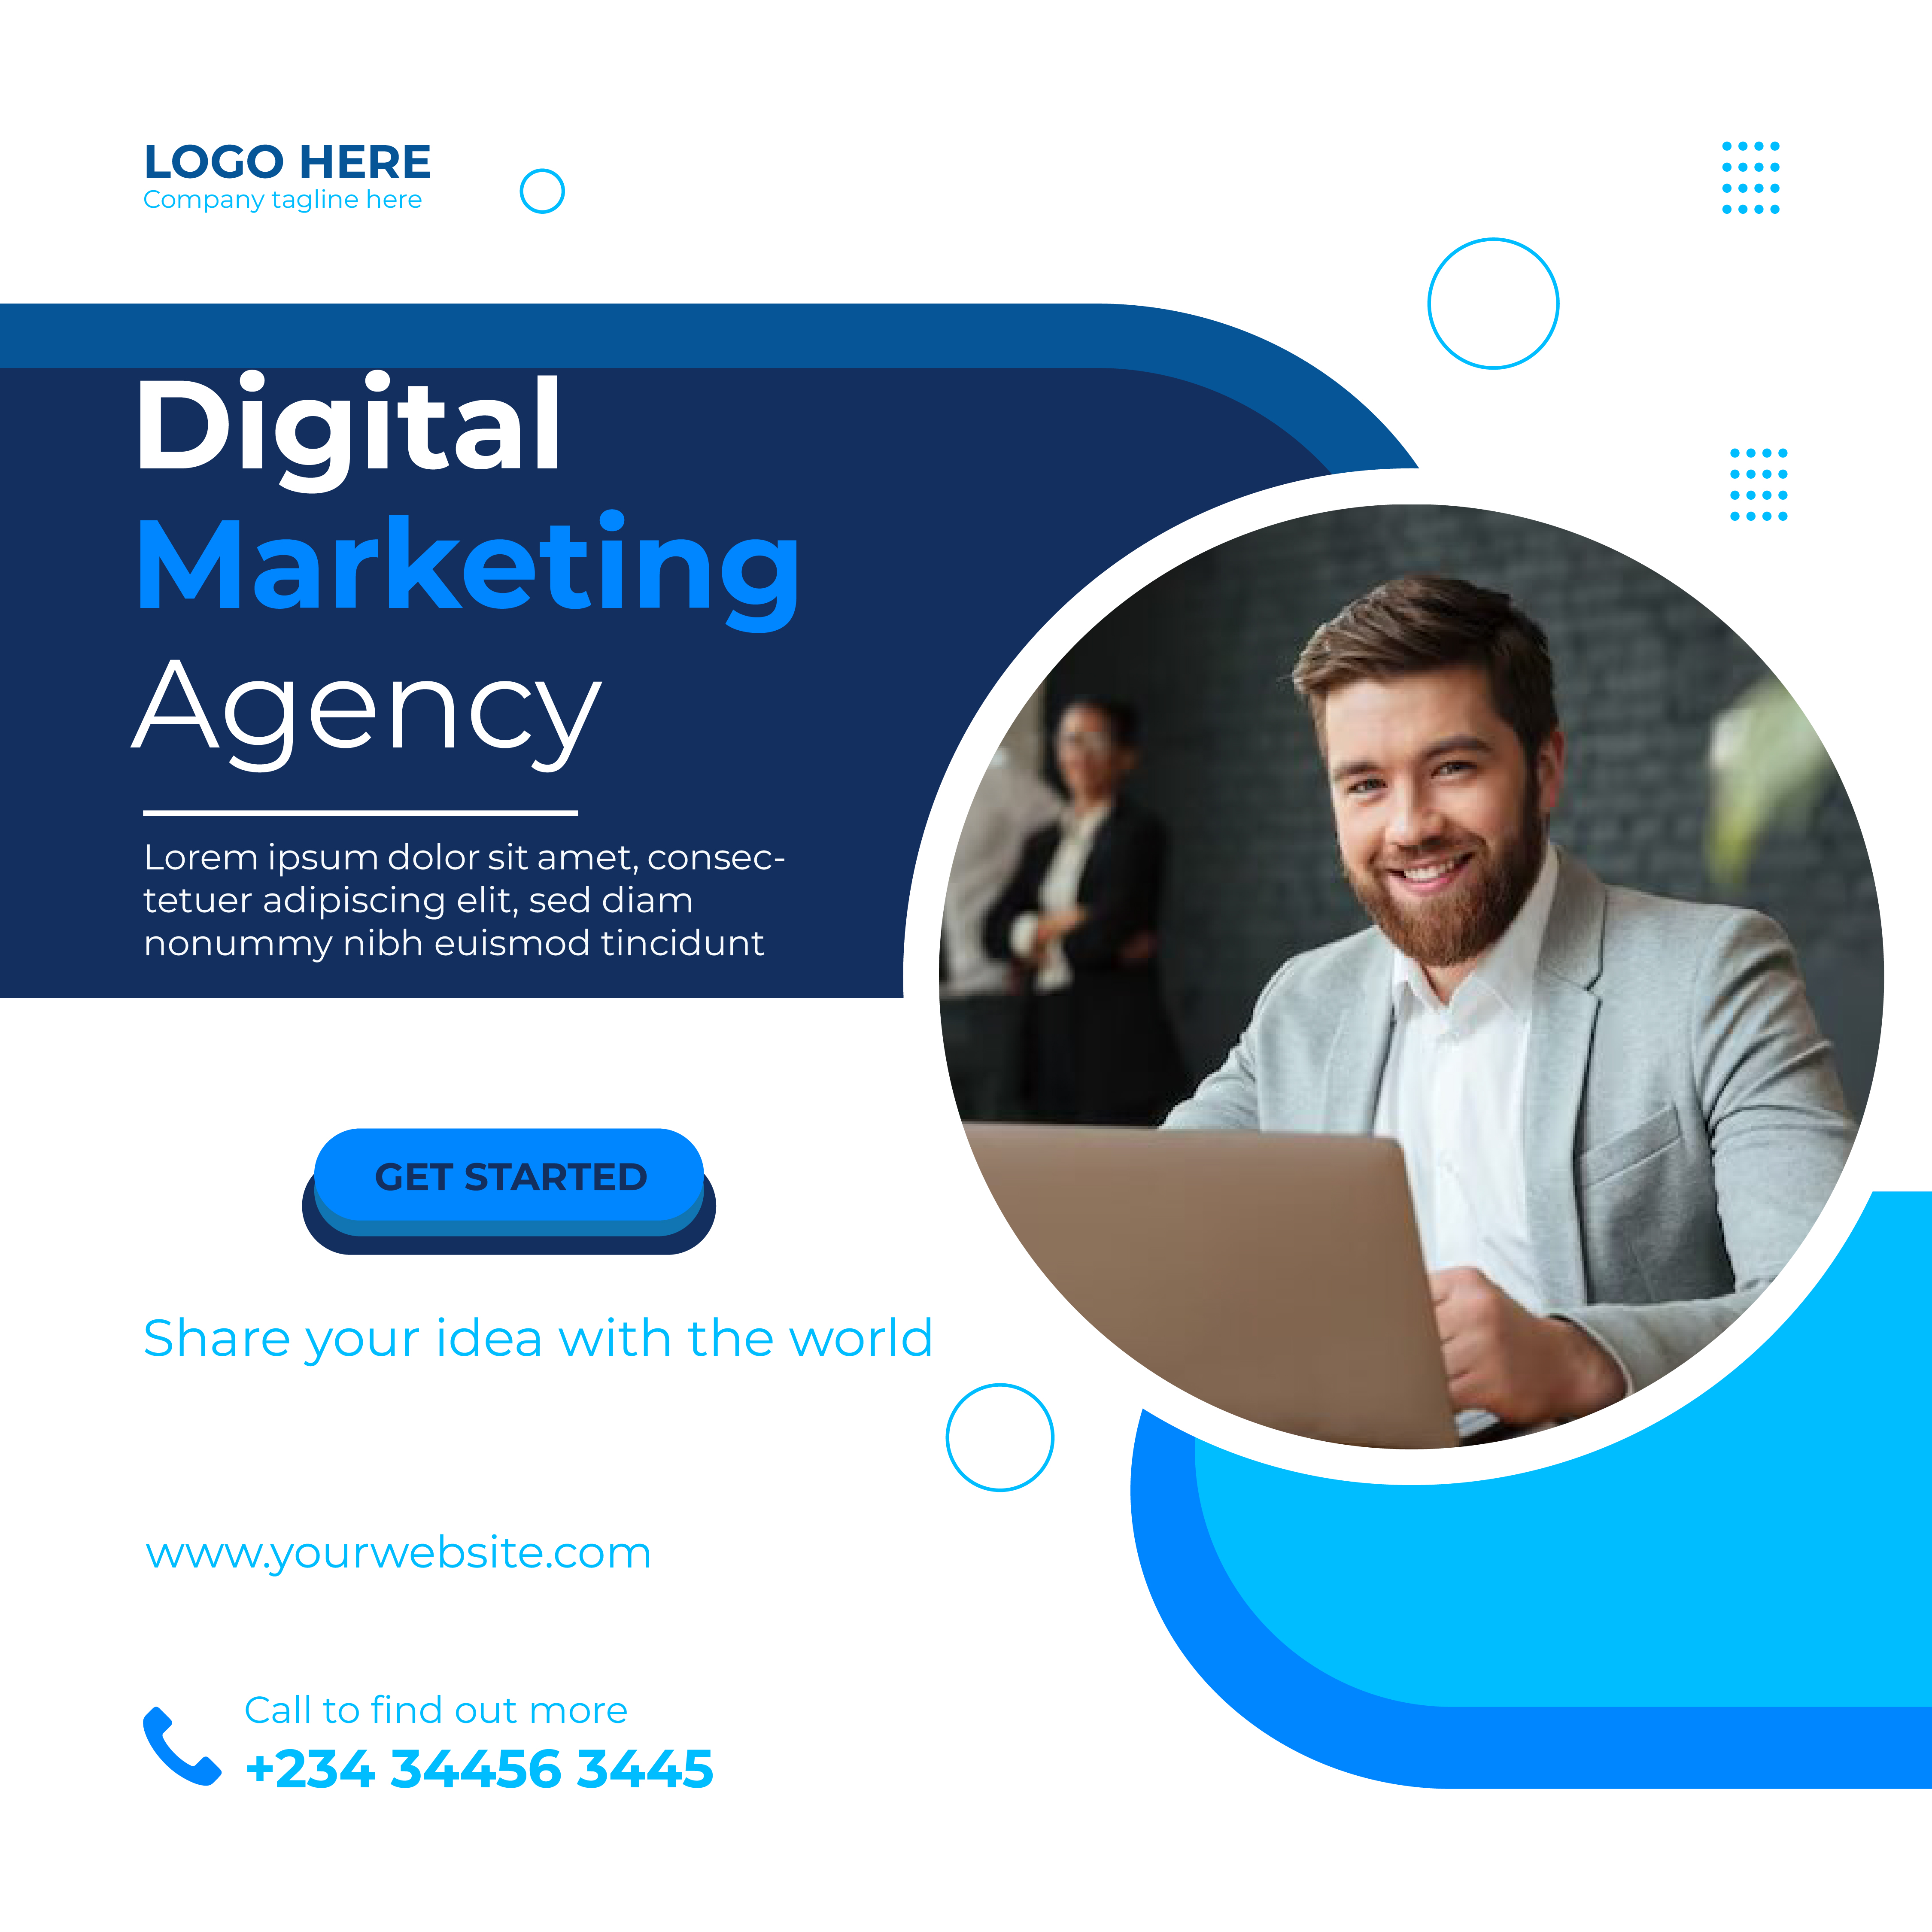 LOGO HERE
Company tagline here
Digital
Marketing
Agency
Lorem ipsum dolor sit amet, consec-
tetuer adipiscing elit, sed diam
nonummy nibh euismod tincidunt
GET STARTED
Share your idea with the world
www.yourwebsite.com
Call to find out more
+234 34456 3445